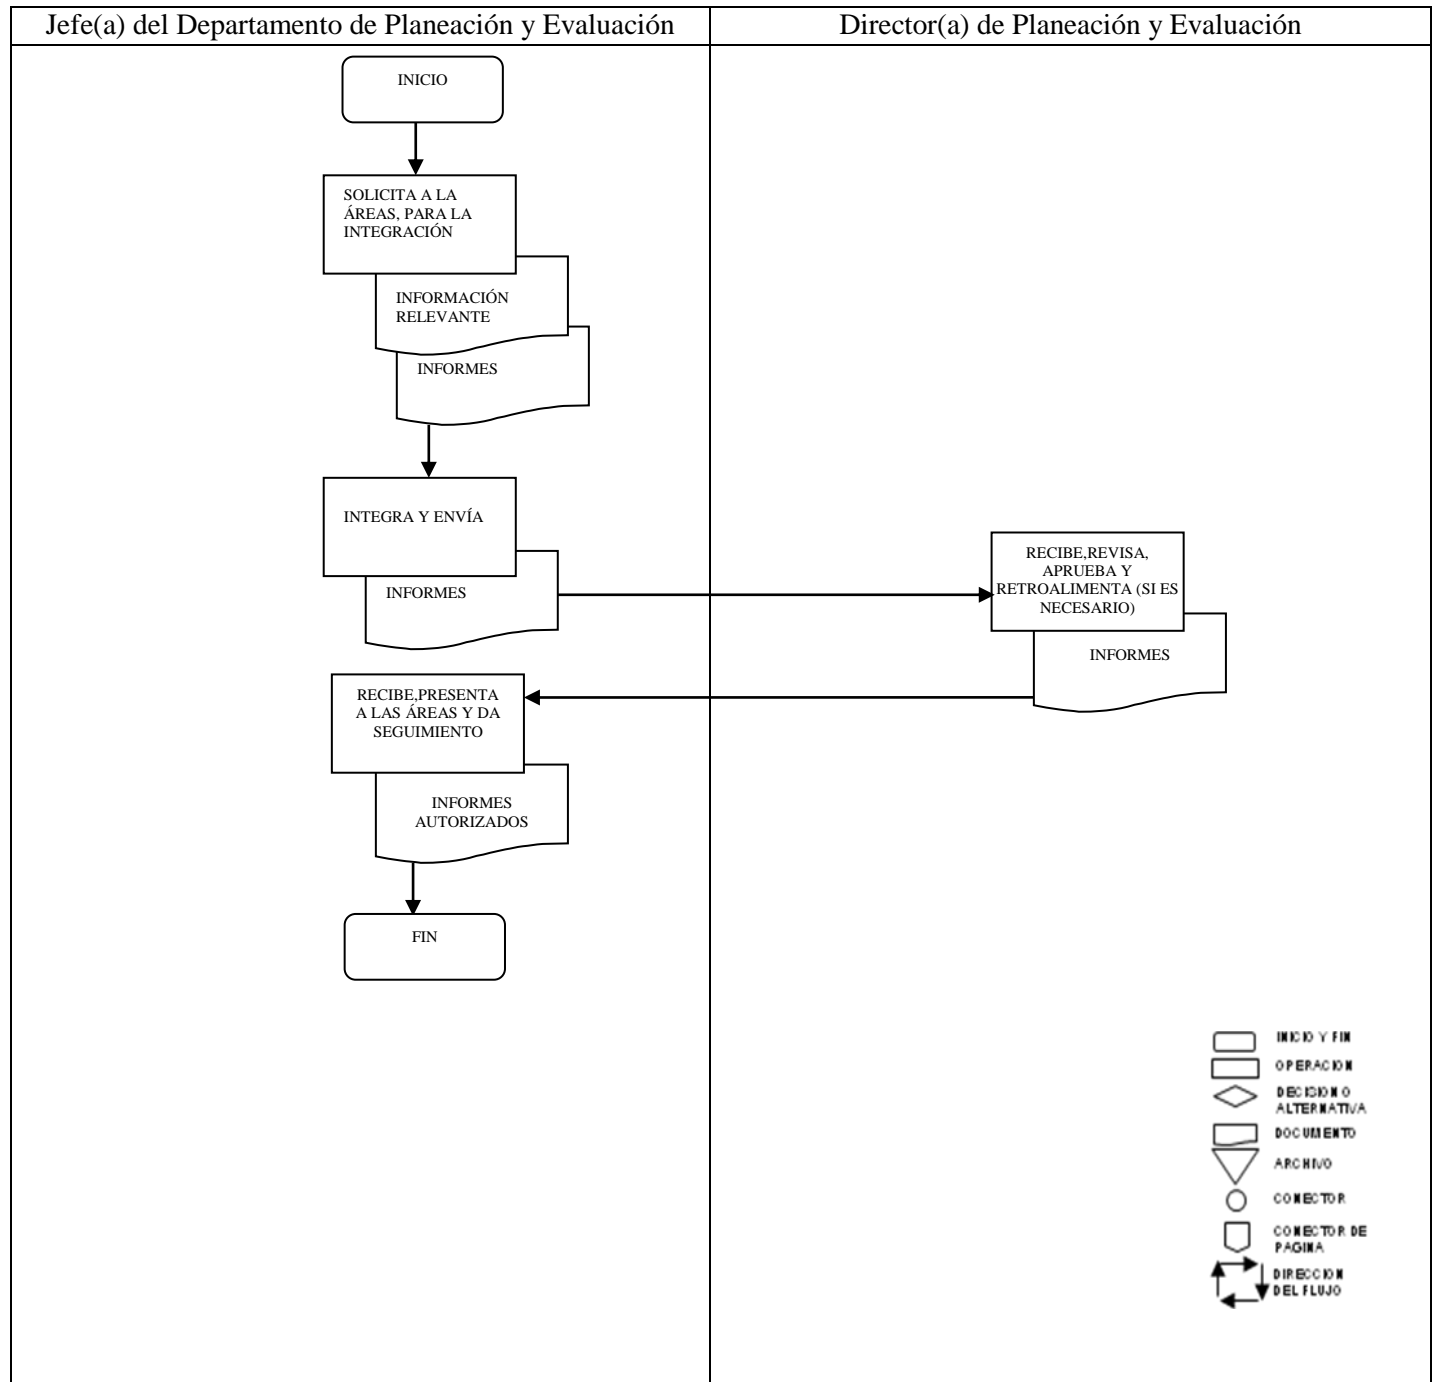 Jefe(a) del Departamento de Planeación y Evaluación
Director(a) de Planeación y Evaluación
INICIO
SOLICITA A LA
ÁREAS, PARA LA
INTEGRACIÓN
INFORMACIÓN
RELEVANTE
INFORMES
INTEGRA Y ENVÍA
INFORMES
RECIBE,REVISA,
APRUEBA Y
RETROALIMENTA (SI ES
NECESARIO)
INFORMES
RECIBE,PRESENTA
A LAS ÁREAS Y DA
SEGUIMIENTO
INFORMES
AUTORIZADOS
FIN
INICIO Y FIN
OPERACION
DECISION O
ALTERNATIVA
DOCUMENTO
ARCHIVO
CONECTOR
CONECTOR DE
PAGINA
DIRECCION
DEL FLUJO